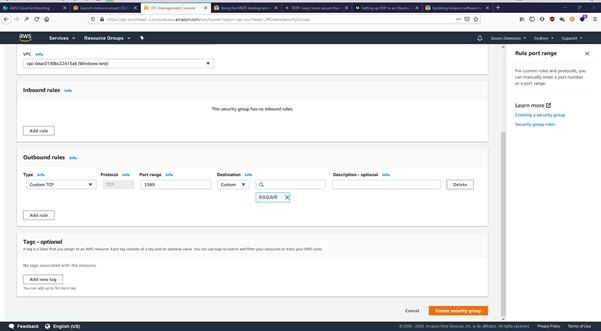 AWS Cloud Architecting
Launch instance wizard | EC2
VPC Management Console
Updating instance software
https://ap-southeast-2.console.aws.amazon.com/vpc/home?region=ap-southeast-2#CreateSecurityGroup:
aws
Services
Resource Groups
Sydney
Support
VPC Info
vpc-0eac0190bc22415a6 (Windows-test)
Inbound rules Info
This security group has no inbound rules.
Add rule
Outbound rules Info
Type Info
Protocol Info
Port range Info
Destination Info
Description - optional Info
Custom TCP
TCP
3389
Custom
Delete
0.0.0.0/0
Add rule
Tags - optional
A tag is a label that you assign to an AWS resource. Each tag consists of a key and an optional value. You can use tags to search and filter your resources or track your AWS costs.
No tags associated with the resource.
Add new tag
You can add up to 50 more tag
Cancel
Create security group
Rule port range
For custom rules and protocols, you can manually enter a port number or a port range.
Learn more
Creating a security group
Security group rules
Feedback
English (US)
© 2008 - 2020, Amazon Web Services, Inc. or its affiliates. All rights reserved.
Privacy Policy
Terms of Use